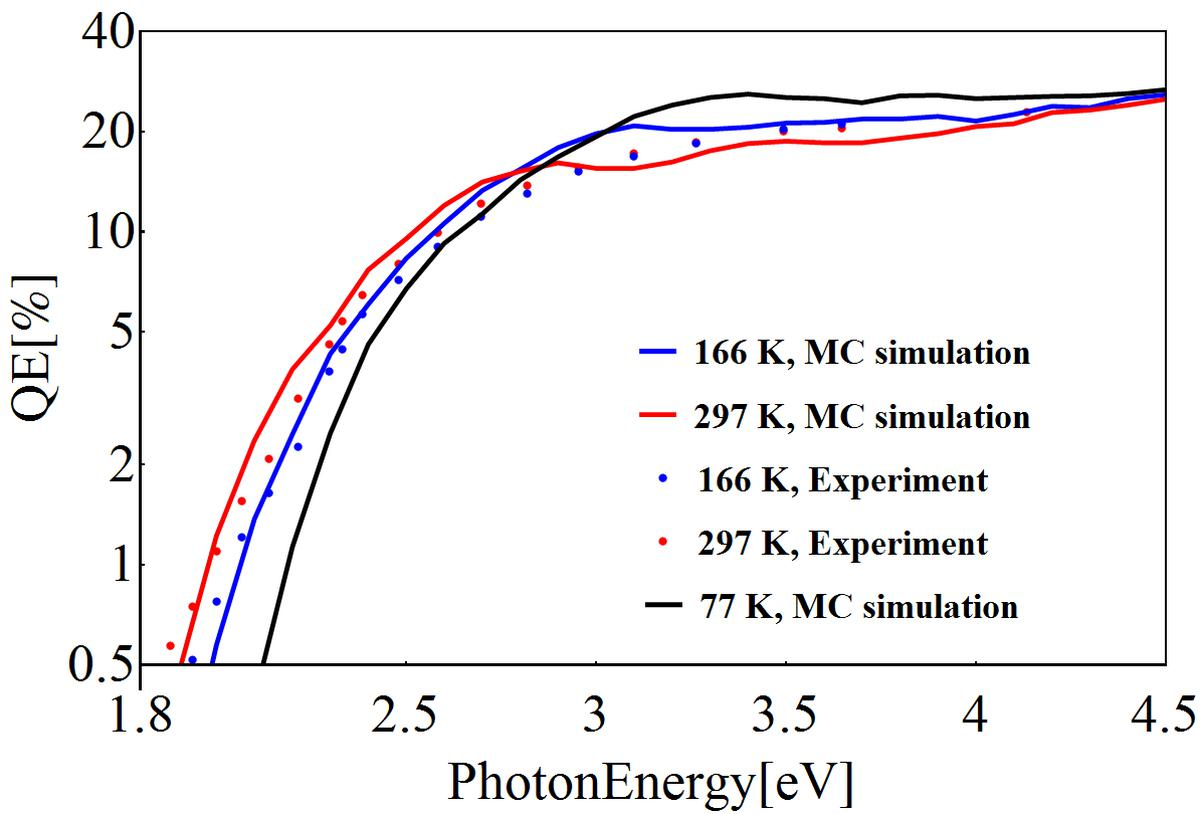 40
20
10
5
2
1
0.5
QE[%]
166 K, MC simulation
297 K, MC simulation
166 K, Experiment
297 K, Experiment
77 K, MC simulation
1.8 2.5 3 3.5 4 4.5
PhotonEnergy[eV]